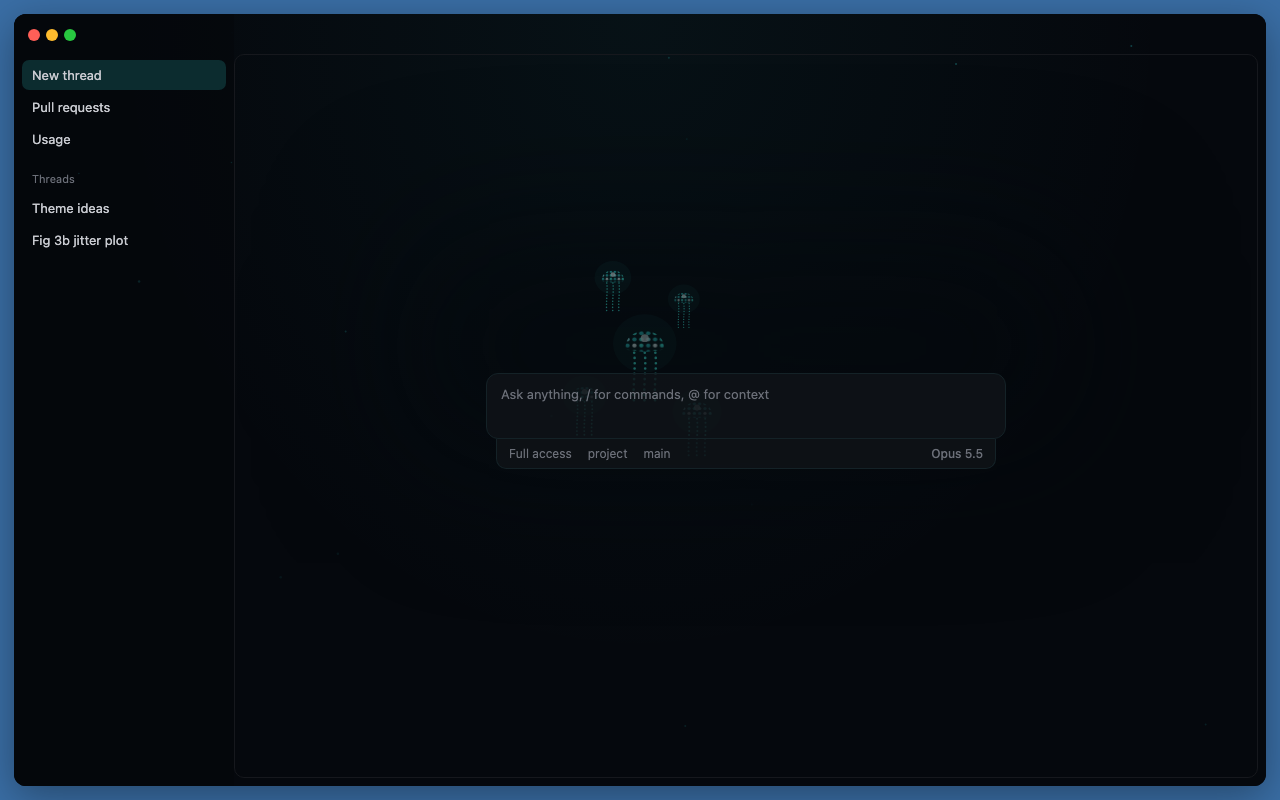 New thread
Pull requests
Usage
Threads
Theme ideas
Fig 3b jitter plot
Ask anything, / for commands, @ for context
Full access project main Opus 5.5